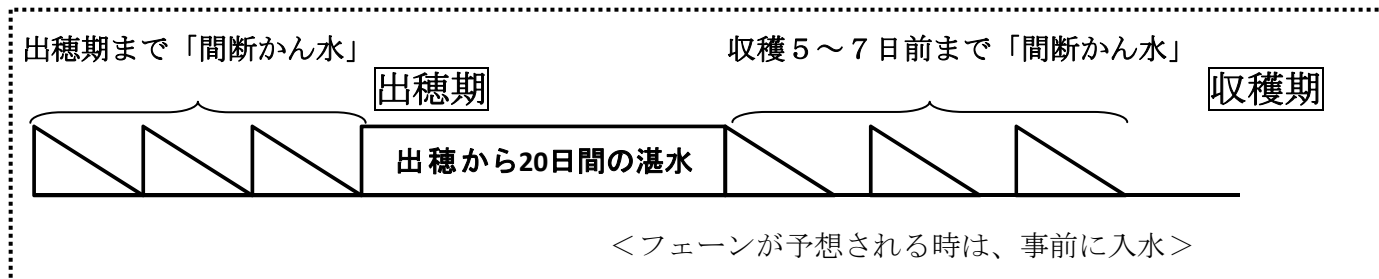 出穂期まで「間断かん水」
収穫５～７日前まで「間断かん水」
出穂期
収穫期
出穂から20日間の湛水
＜フェーンが予想される時は、事前に入水＞